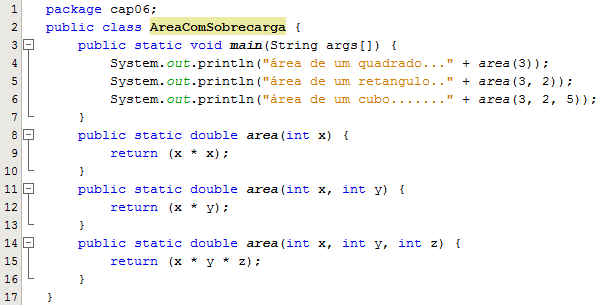 1 package cap06;
2 public class AreaComSobrecarga {
3 public static void main(String args[]) {
4 System.out.println("área de um quadrado..." + area(3));
5 System.out.println("área de um retangulo.." + area(3, 2));
6 System.out.println("área de um cubo......." + area(3, 2, 5));
7 }
8 public static double area(int x) {
9 return (x * x);
10 }
11 public static double area(int x, int y) {
12 return (x * y);
13 }
14 public static double area(int x, int y, int z) {
15 return (x * y * z);
16 }
17 }